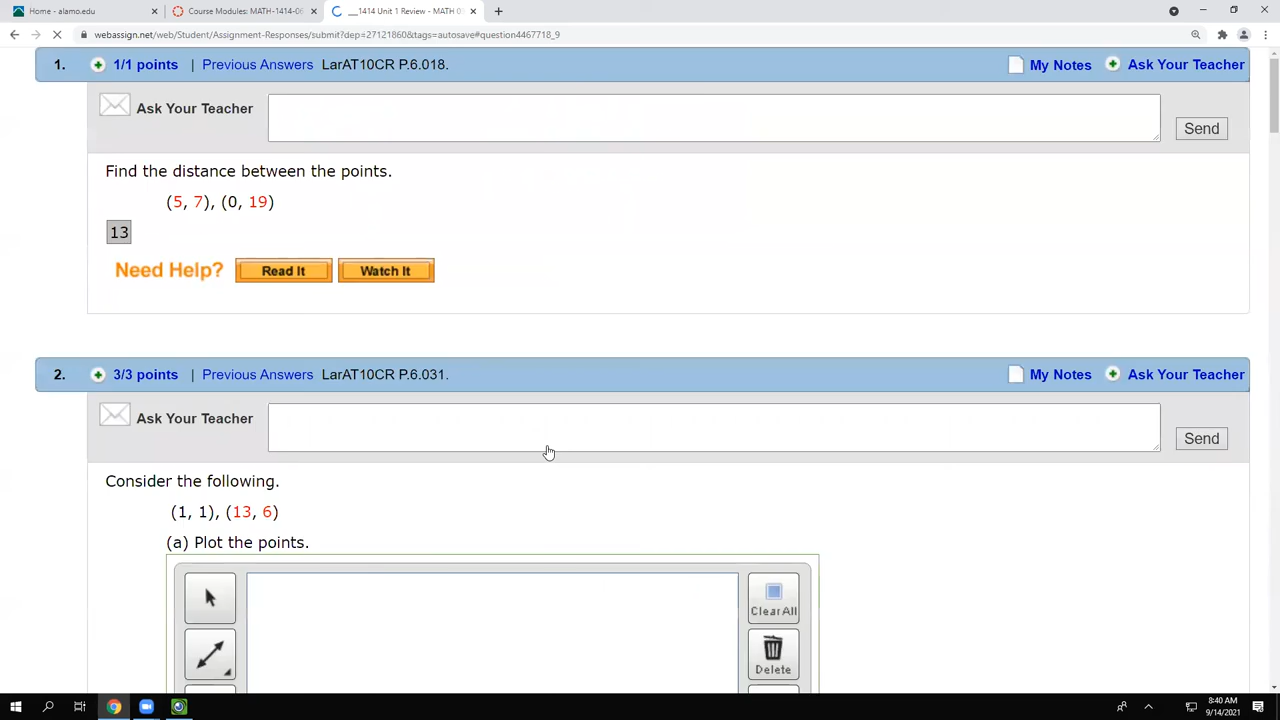 Home - alamo.edu
Course Modules: MATH-1414-06
__1414 Unit 1 Review - MATH 0
webassign.net/web/Student/Assignment-Responses/submit?dep=27121860&tags=autosave#question4467718_9
1. 1/1 points | Previous Answers LarAT10CR P.6.018. My Notes Ask Your Teacher
Ask Your Teacher
Send
Find the distance between the points.
(5, 7), (0, 19)
13
Need Help? Read It Watch It
2. 3/3 points | Previous Answers LarAT10CR P.6.031. My Notes Ask Your Teacher
Ask Your Teacher
Send
Consider the following.
(1, 1), (13, 6)
(a) Plot the points.
Clear All
Delete
8:40 AM
9/14/2021